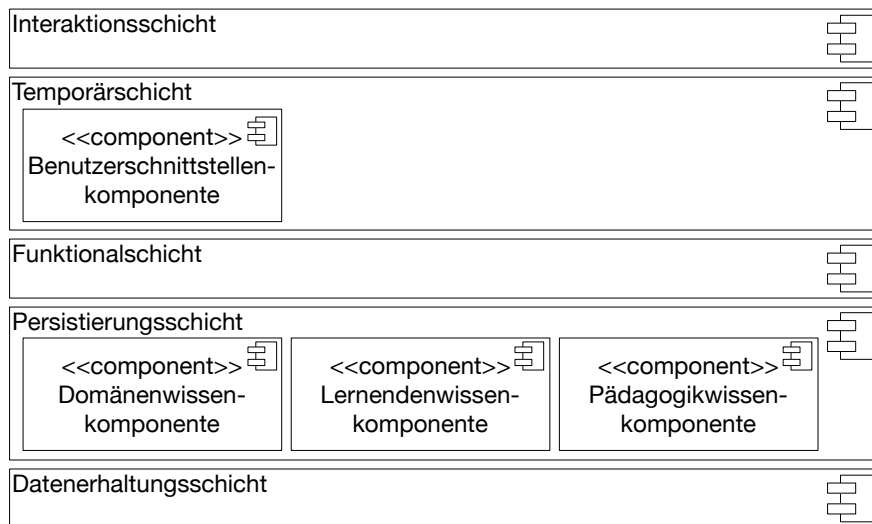 Interaktionsschicht
Temporärschicht
<<component>>
Benutzerschnittstellen-
komponente
Funktionalschicht
Persistierungsschicht
<<component>>
Domänenwissen-
komponente
<<component>>
Lernendenwissen-
komponente
<<component>>
Pädagogikwissen-
komponente
Datenerhaltungsschicht